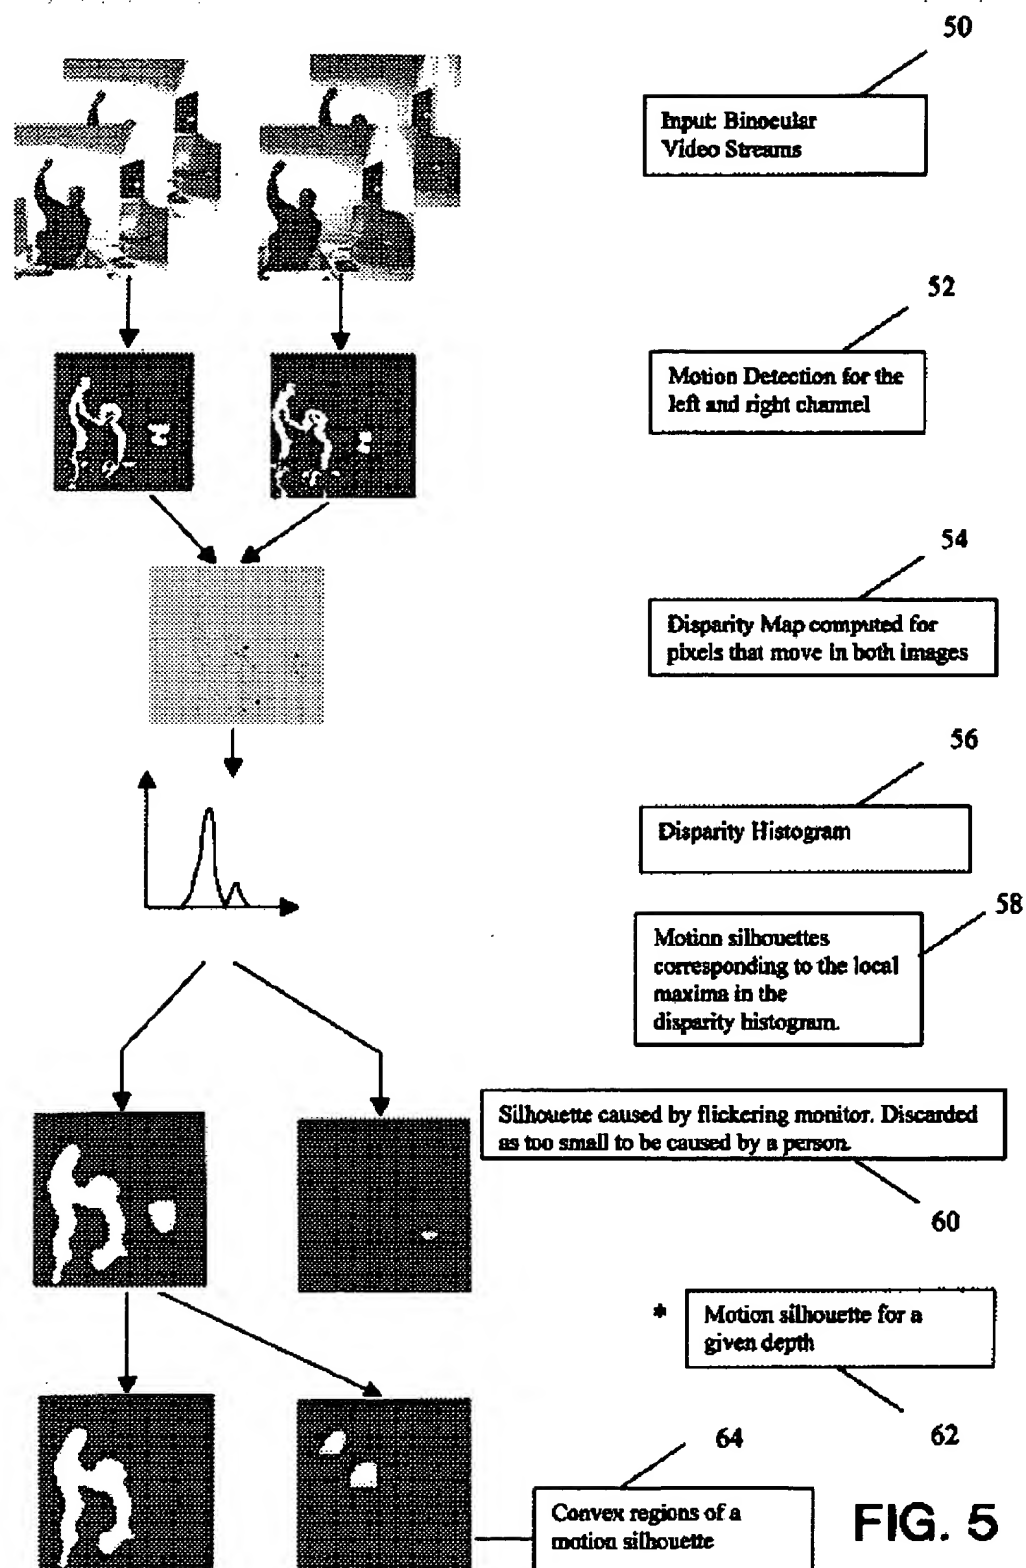 50
Input: Binocular
Video Streams
52
Motion Detection for the
left and right channel
54
Disparity Map computed for
pixels that move in both images
56
Disparity Histogram
58
Motion silhouettes
corresponding to the local
maxima in the
disparity histogram.
Silhouette caused by flickering monitor. Discarded
as too small to be caused by a person.
60
* Motion silhouette for a
given depth
62
64
Convex regions of a
motion silhouette
FIG. 5